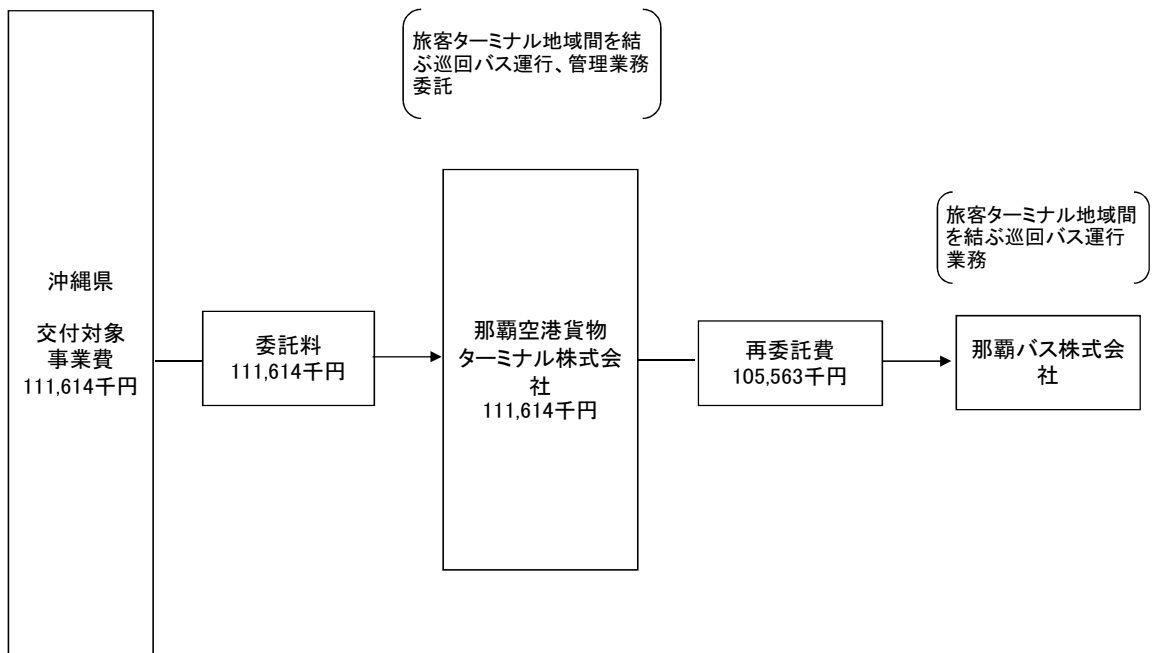 旅客ターミナル地域間を結
ぶ巡回バス運行、管理業務
委託
旅客ターミナル地域間
を結ぶ巡回バス運行
業務
沖縄県
交付対象
事業費
111,614千円
委託料
111,614千円
那覇空港貨物
ターミナル株式会
社
111,614千円
再委託費
105,563千円
那覇バス株式会
社